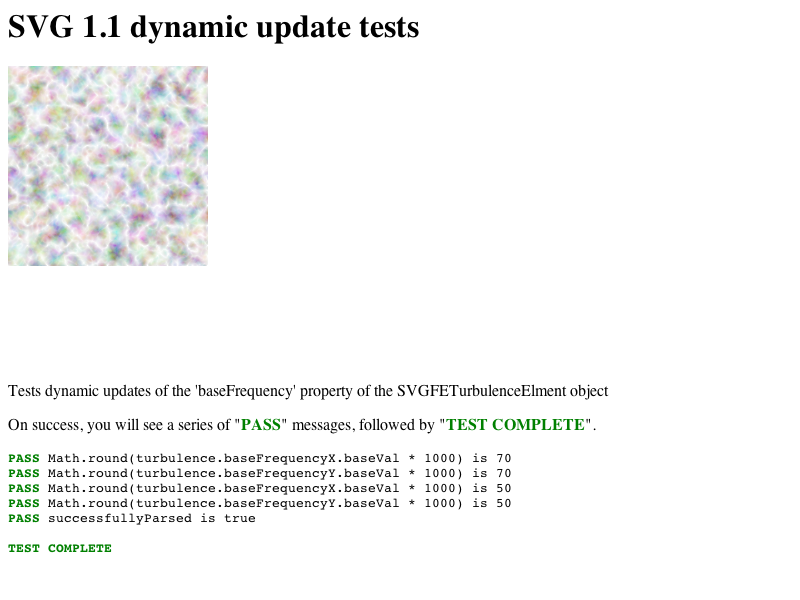 SVG 1.1 dynamic update tests
Tests dynamic updates of the 'baseFrequency' property of the SVGFETurbulenceElment object
On success, you will see a series of "PASS" messages, followed by "TEST COMPLETE".
PASS Math.round(turbulence.baseFrequencyX.baseVal * 1000) is 70
PASS Math.round(turbulence.baseFrequencyY.baseVal * 1000) is 70
PASS Math.round(turbulence.baseFrequencyX.baseVal * 1000) is 50
PASS Math.round(turbulence.baseFrequencyY.baseVal * 1000) is 50
PASS successfullyParsed is true
TEST COMPLETE